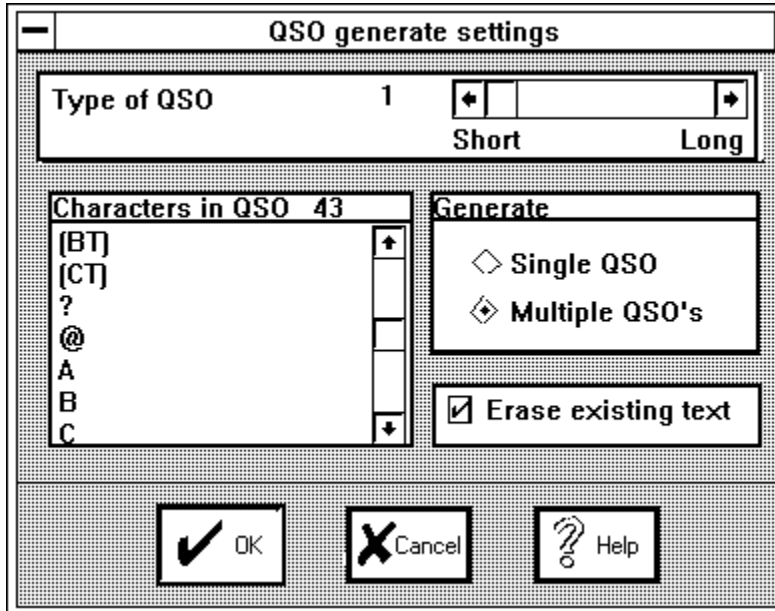 QSO generate settings
Type of QSO 1
Short Long
Characters in QSO 43
(BT)
(CT)
?
@
A
B
C
Generate
Single QSO
Multiple QSO's
Erase existing text
OK Cancel Help